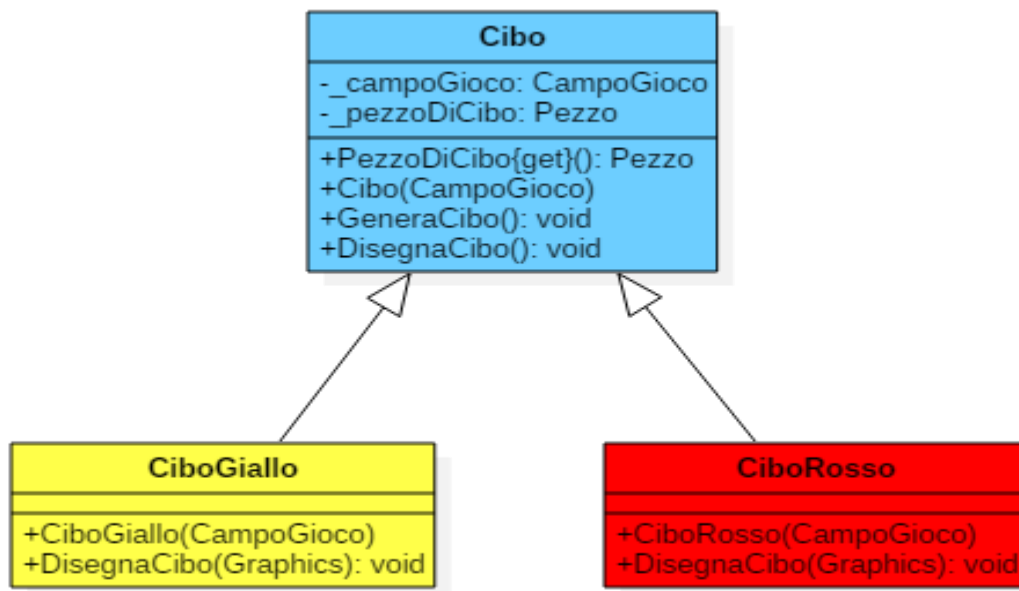 Cibo
-_campoGioco: CampoGioco
-_pezzoDiCibo: Pezzo
+PezzoDiCibo{get}(): Pezzo
+Cibo(CampoGioco)
+GeneraCibo(): void
+DisegnaCibo(): void
CiboGiallo
+CiboGiallo(CampoGioco)
+DisegnaCibo(Graphics): void
CiboRosso
+CiboRosso(CampoGioco)
+DisegnaCibo(Graphics): void